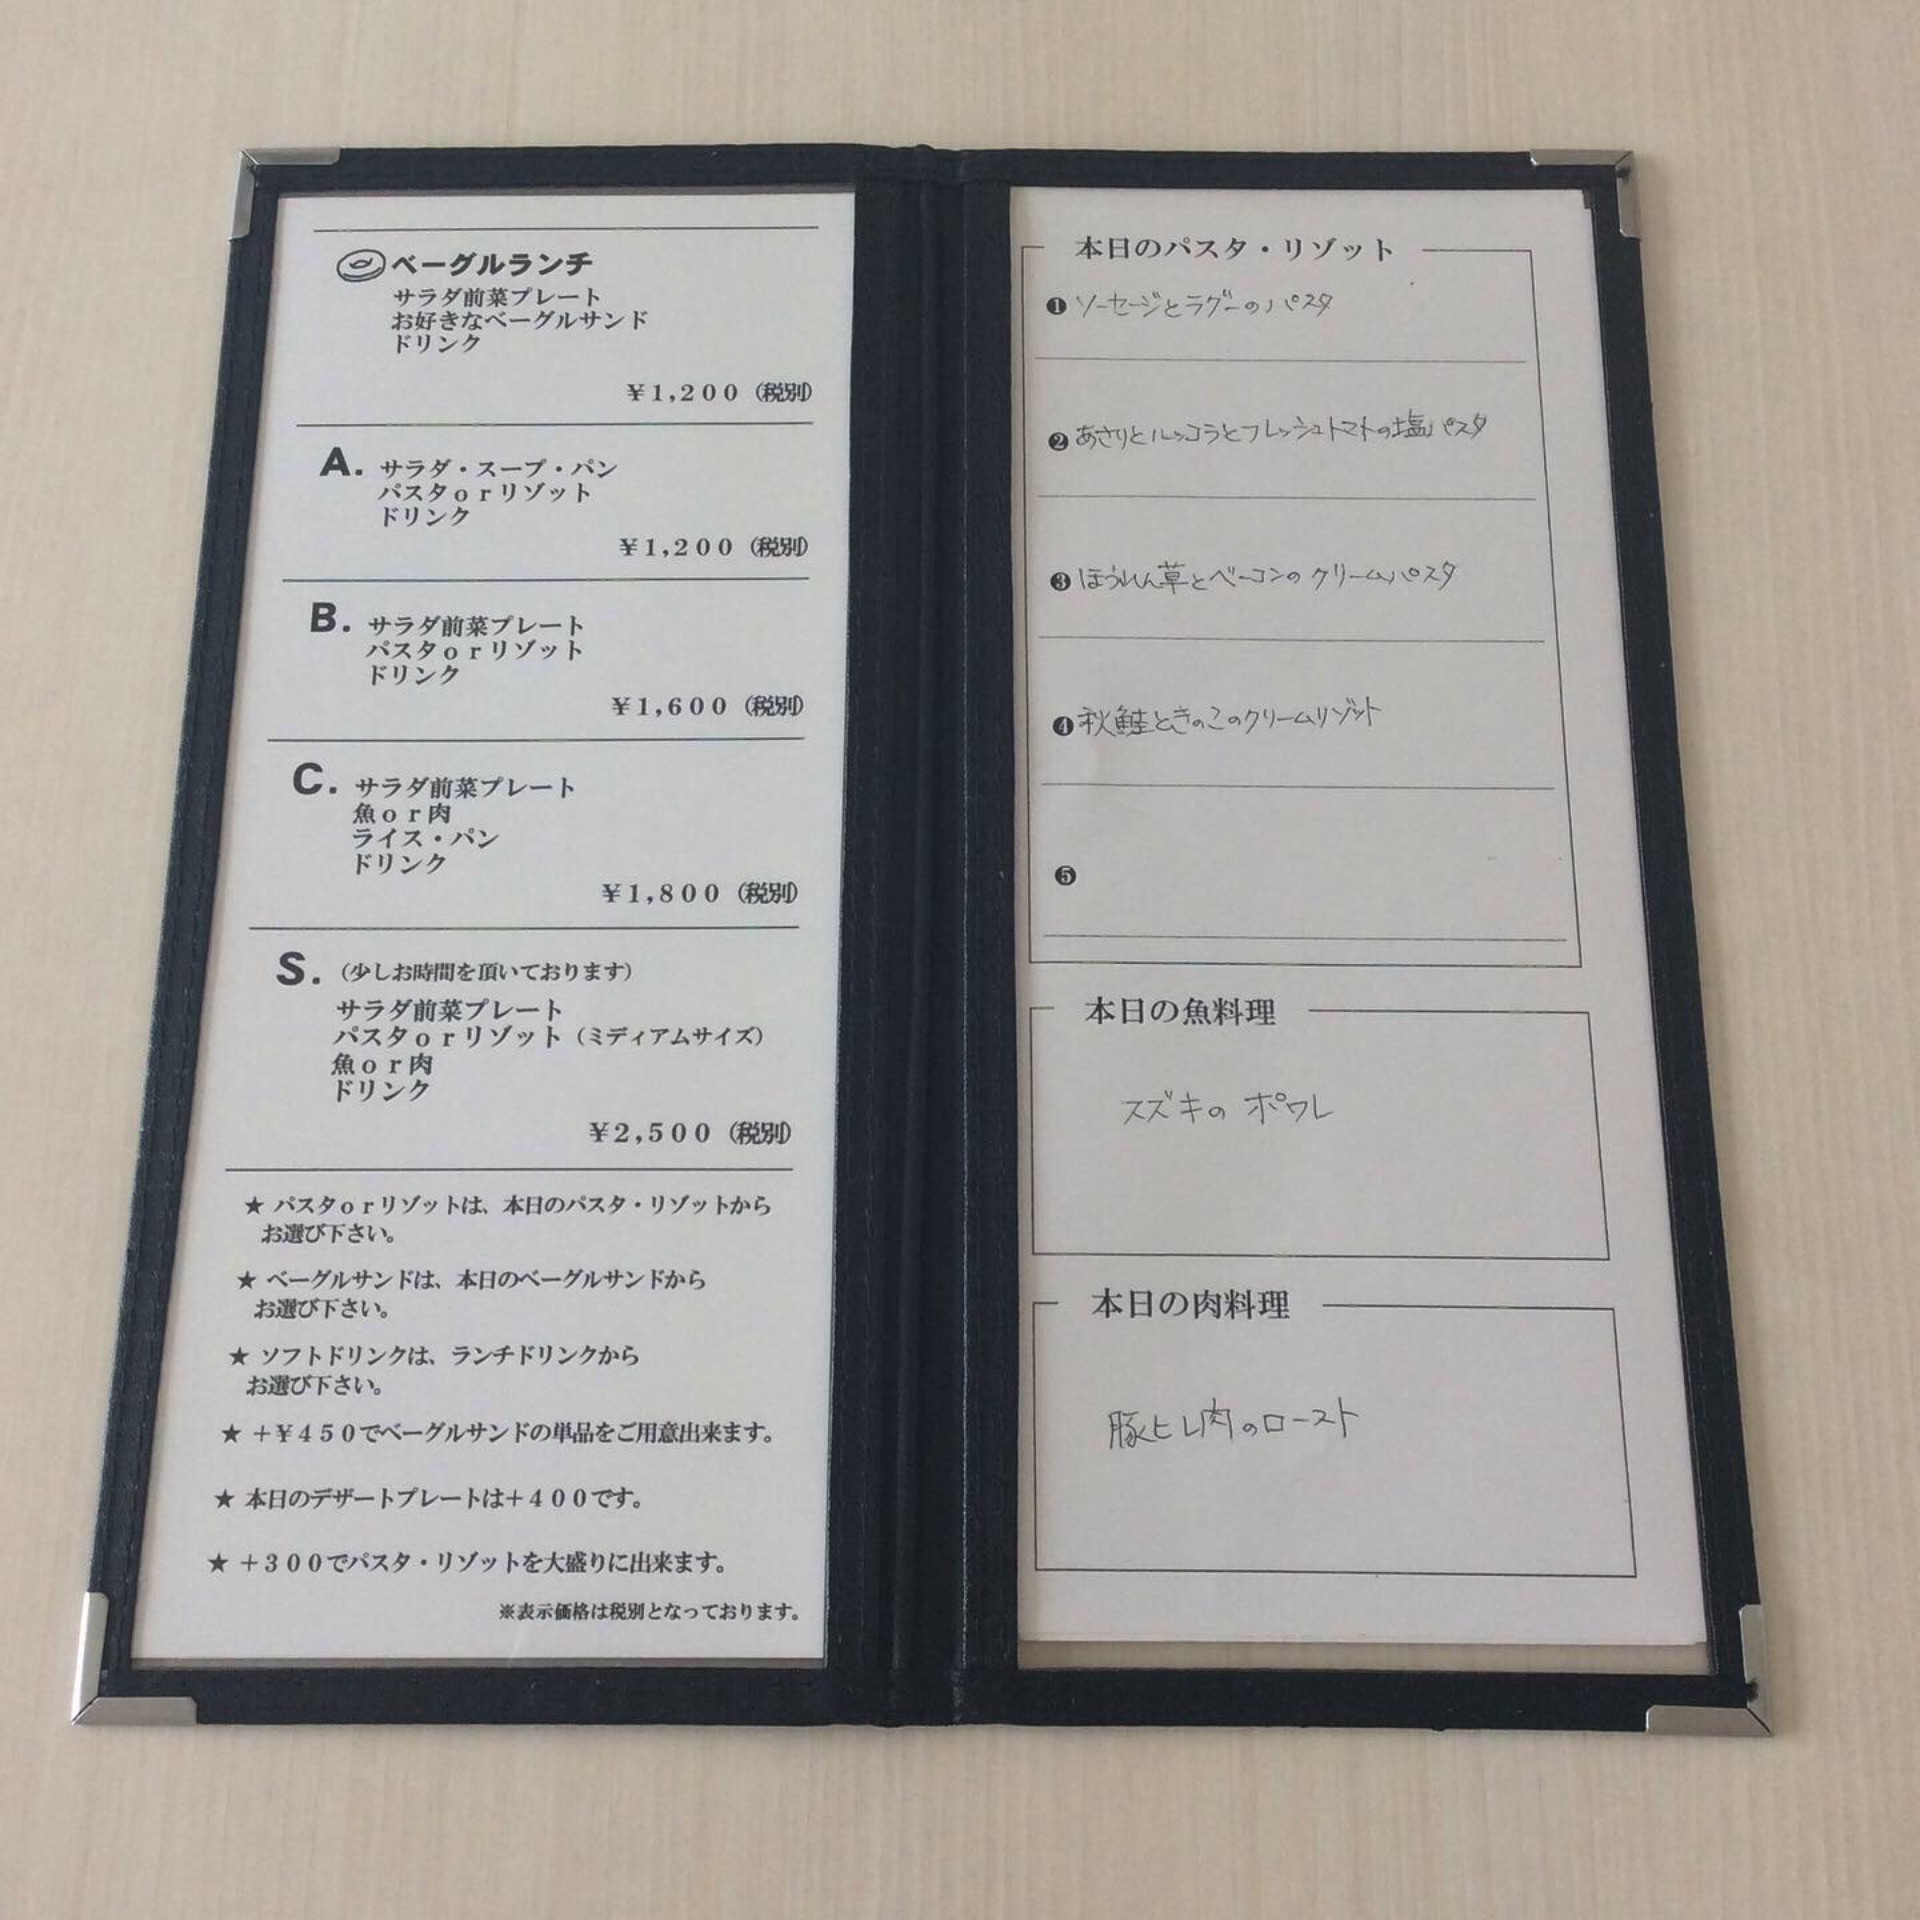 ベーグルランチ
サラダ前菜プレート
お好きなベーグルサンド
ドリンク
¥1,200（税別）
A. サラダ・スープ・パン
パスタorリゾット
ドリンク
¥1,200（税別）
B. サラダ前菜プレート
パスタorリゾット
ドリンク
¥1,600（税別）
C. サラダ前菜プレート
魚or肉
ライス・パン
ドリンク
¥1,800（税別）
S.（少しお時間を頂いております）
サラダ前菜プレート
パスタorリゾット（ミディアムサイズ）
魚or肉
ドリンク
¥2,500（税別）
★ パスタorリゾットは、本日のパスタ・リゾットから
お選び下さい。
★ ベーグルサンドは、本日のベーグルサンドから
お選び下さい。
★ ソフトドリンクは、ランチドリンクから
お選び下さい。
★ +¥450でベーグルサンドの単品をご用意出来ます。
★ 本日のデザートプレートは+400です。
★ +300でパスタ・リゾットを大盛りに出来ます。
※表示価格は税別となっております。
本日のパスタ・リゾット
❶ ソーセージとラグーのパスタ
❷ あさりとルッコラとフレッシュトマトの塩パスタ
❸ ほうれん草とベーコンのクリームパスタ
❹ 秋鮭ときのこのクリームリゾット
❺
本日の魚料理
スズキの ポワレ
本日の肉料理
豚ヒレ肉のロースト